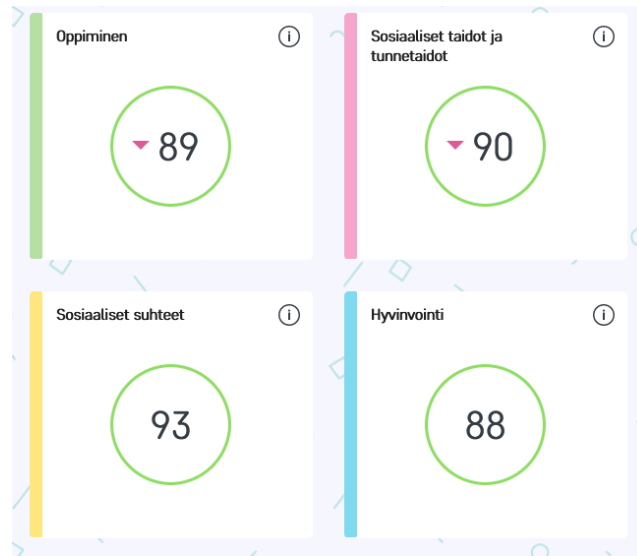 Oppiminen
89
Sosiaaliset taidot ja
tunnetaidot
90
Sosiaaliset suhteet
93
Hyvinvointi
88